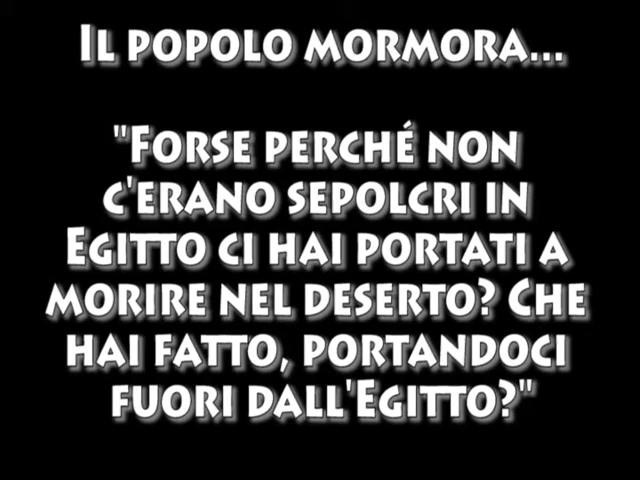 Il popolo mormora...
"Forse perché non
c'erano sepolcri in
Egitto ci hai portati a
morire nel deserto? Che
hai fatto, portandoci
fuori dall'Egitto?"